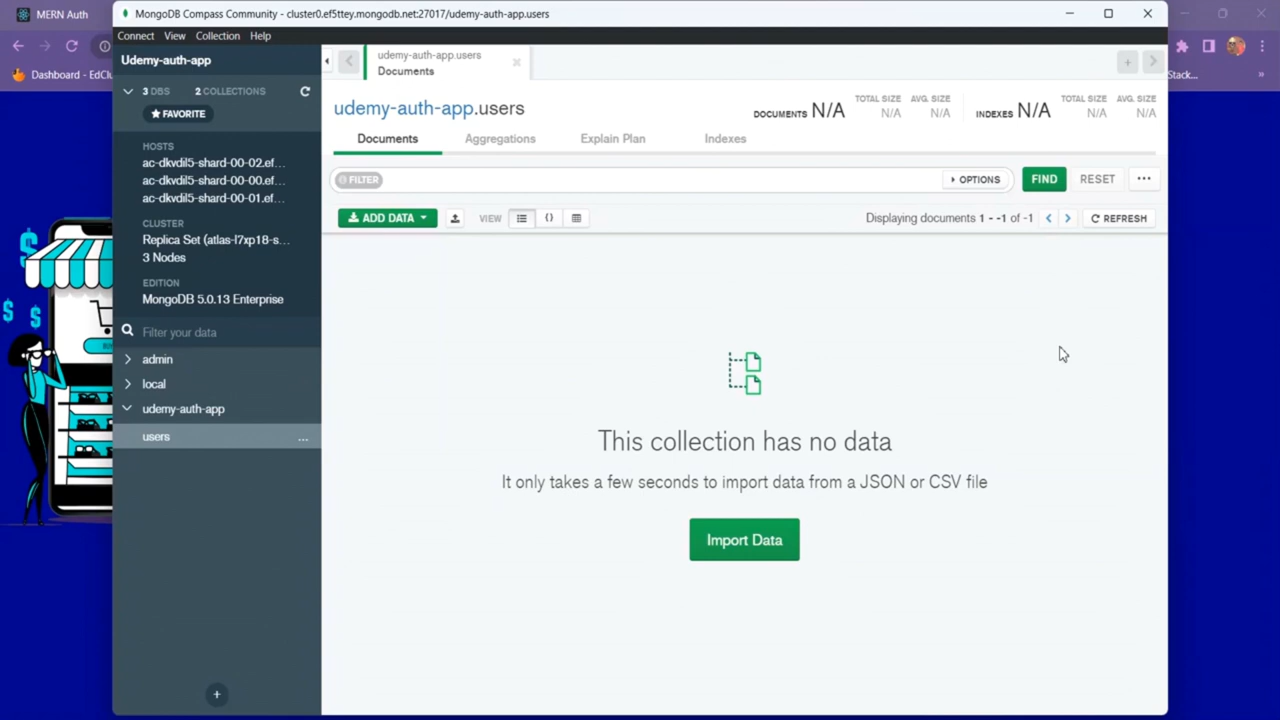 MERN Auth
MongoDB Compass Community - cluster0.ef5ttey.mongodb.net:27017/udemy-auth-app.users
Connect View Collection Help
Dashboard - EdClu
Stack...
»
Udemy-auth-app
3 DBS 2 COLLECTIONS
★ FAVORITE
HOSTS
ac-dkvdil5-shard-00-02.ef...
ac-dkvdil5-shard-00-00.ef...
ac-dkvdil5-shard-00-01.ef...
CLUSTER
Replica Set (atlas-l7xp18-s...
3 Nodes
EDITION
MongoDB 5.0.13 Enterprise
Filter your data
admin
local
udemy-auth-app
users ...
udemy-auth-app.users
Documents
udemy-auth-app.users
DOCUMENTS N/A TOTAL SIZE N/A AVG. SIZE N/A INDEXES N/A TOTAL SIZE N/A AVG. SIZE N/A
Documents Aggregations Explain Plan Indexes
FILTER OPTIONS FIND RESET ...
ADD DATA VIEW {} Displaying documents 1 - -1 of -1 < > REFRESH
This collection has no data
It only takes a few seconds to import data from a JSON or CSV file
Import Data